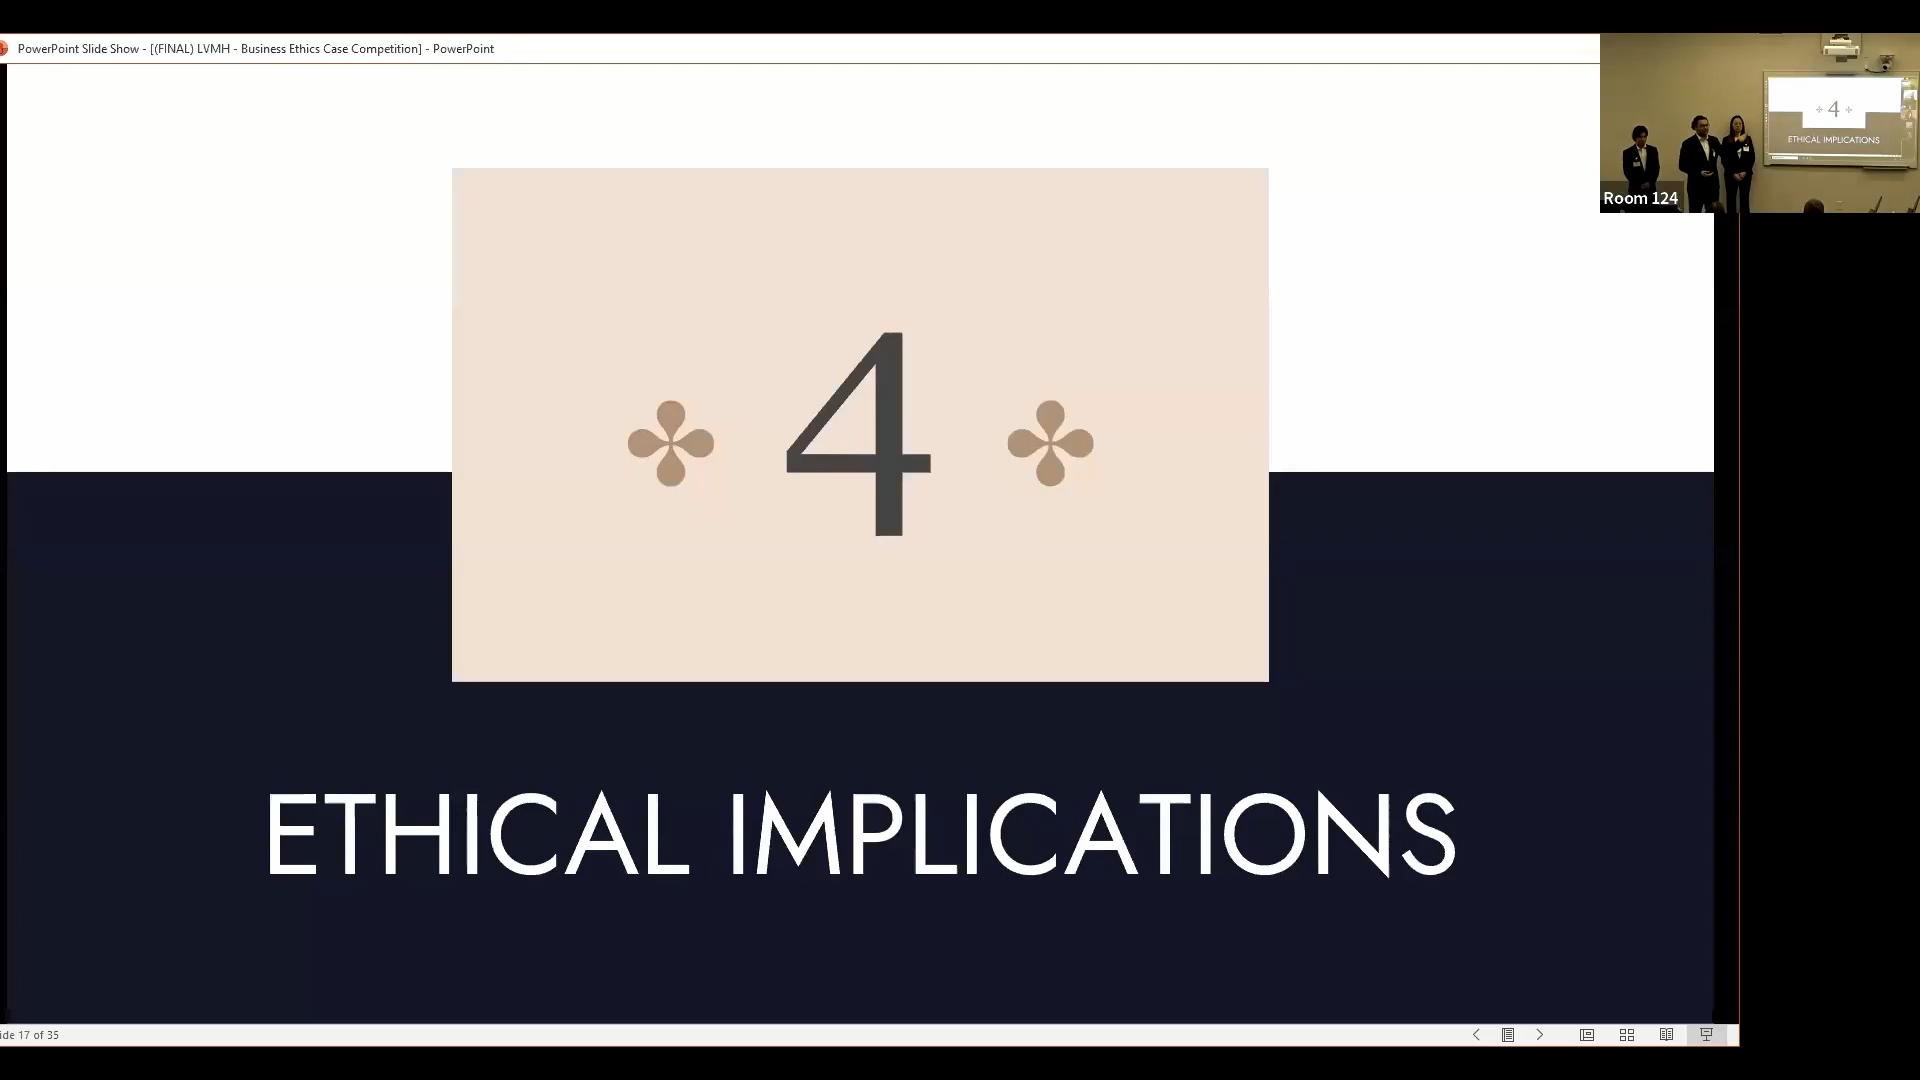 PowerPoint Slide Show - [(FINAL) LVMH - Business Ethics Case Competition] - PowerPoint
4
ETHICAL IMPLICATIONS
Room 124
4
ETHICAL IMPLICATIONS
ide 17 of 35